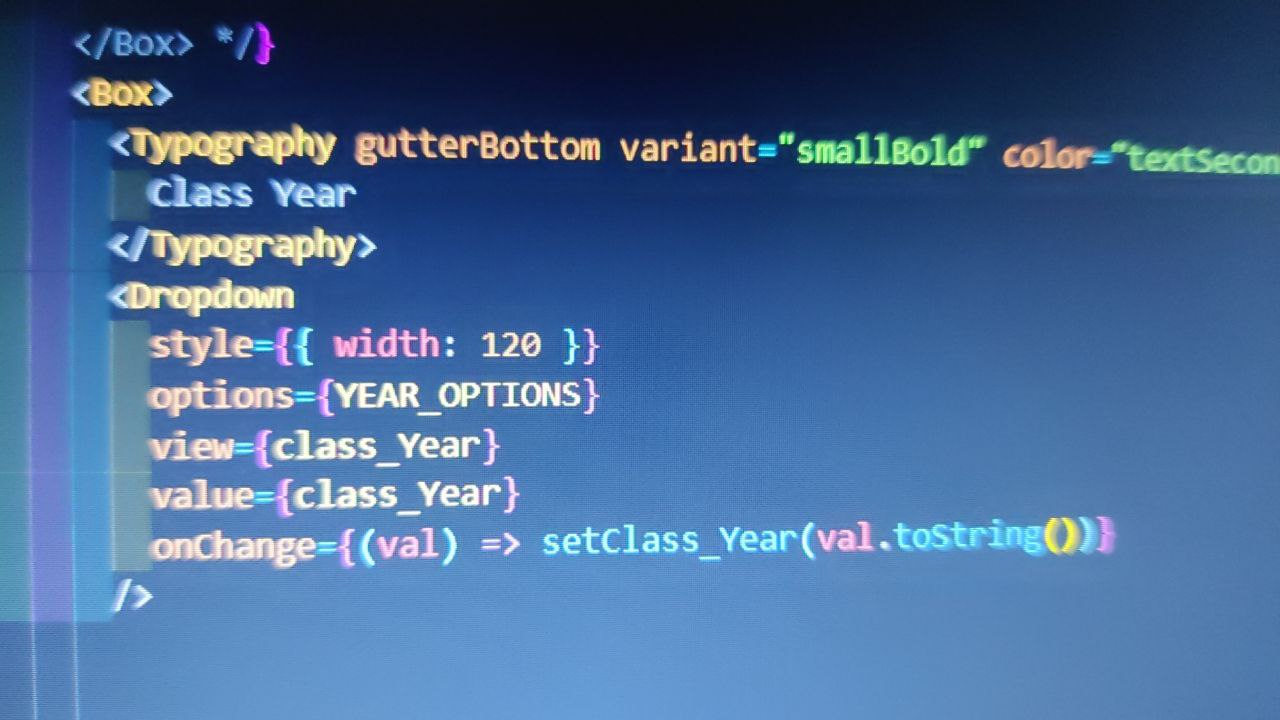 </Box> */}
<Box>
<Typography gutterBottom variant="smallBold" color="textSecon
Class Year
</Typography>
<Dropdown
style={{ width: 120 }}
options={YEAR_OPTIONS}
view={class_Year}
value={class_Year}
onChange={(val) => setClass_Year(val.toString())}
/>